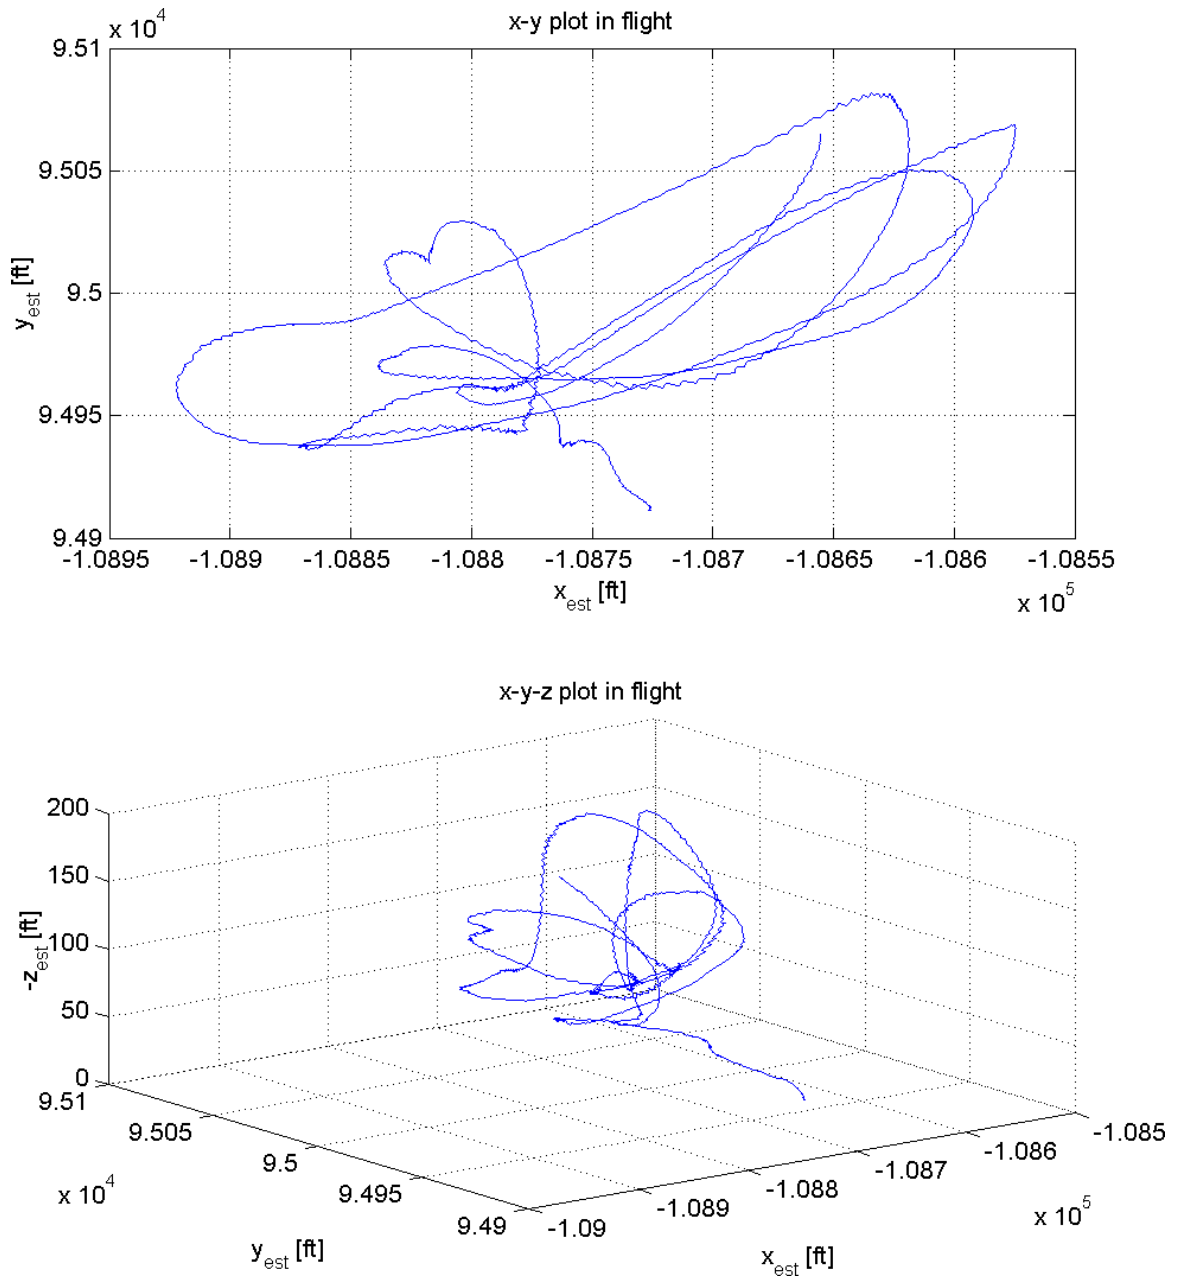 x-y plot in flight
x 10^4
9.51
9.505
9.5
9.495
9.49
y_est [ft]
-1.0895 -1.089 -1.0885 -1.088 -1.0875 -1.087 -1.0865 -1.086 -1.0855
x_est [ft]
x 10^5
x-y-z plot in flight
200
150
100
50
0
-z_est [ft]
9.51
9.505
9.5
9.495
9.49
x 10^4
y_est [ft]
-1.09
-1.089
-1.088
-1.087
-1.086
-1.085
x 10^5
x_est [ft]